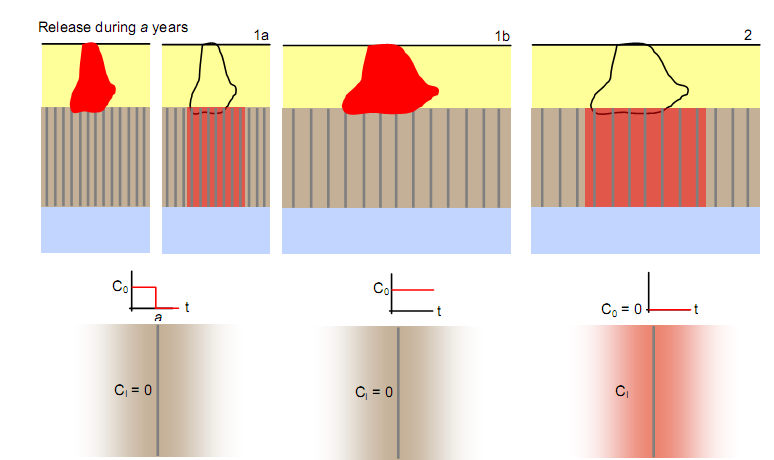 Release during a years
1a
1b
2
C₀
t
a
C₀
t
C₀ = 0
t
Cᵢ = 0
Cᵢ = 0
Cᵢ